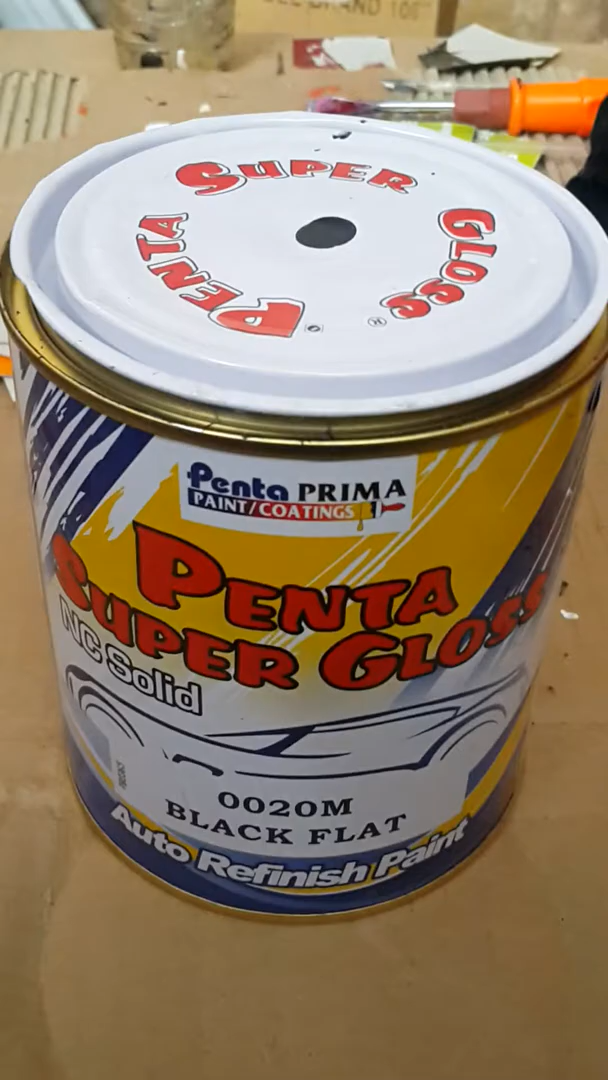 PENTA SUPER GLOSS ®
Penta PRIMA
PAINT/COATINGS
PENTA
SUPER GLOSS
NC Solid
0020M
BLACK FLAT
Auto Refinish Paint